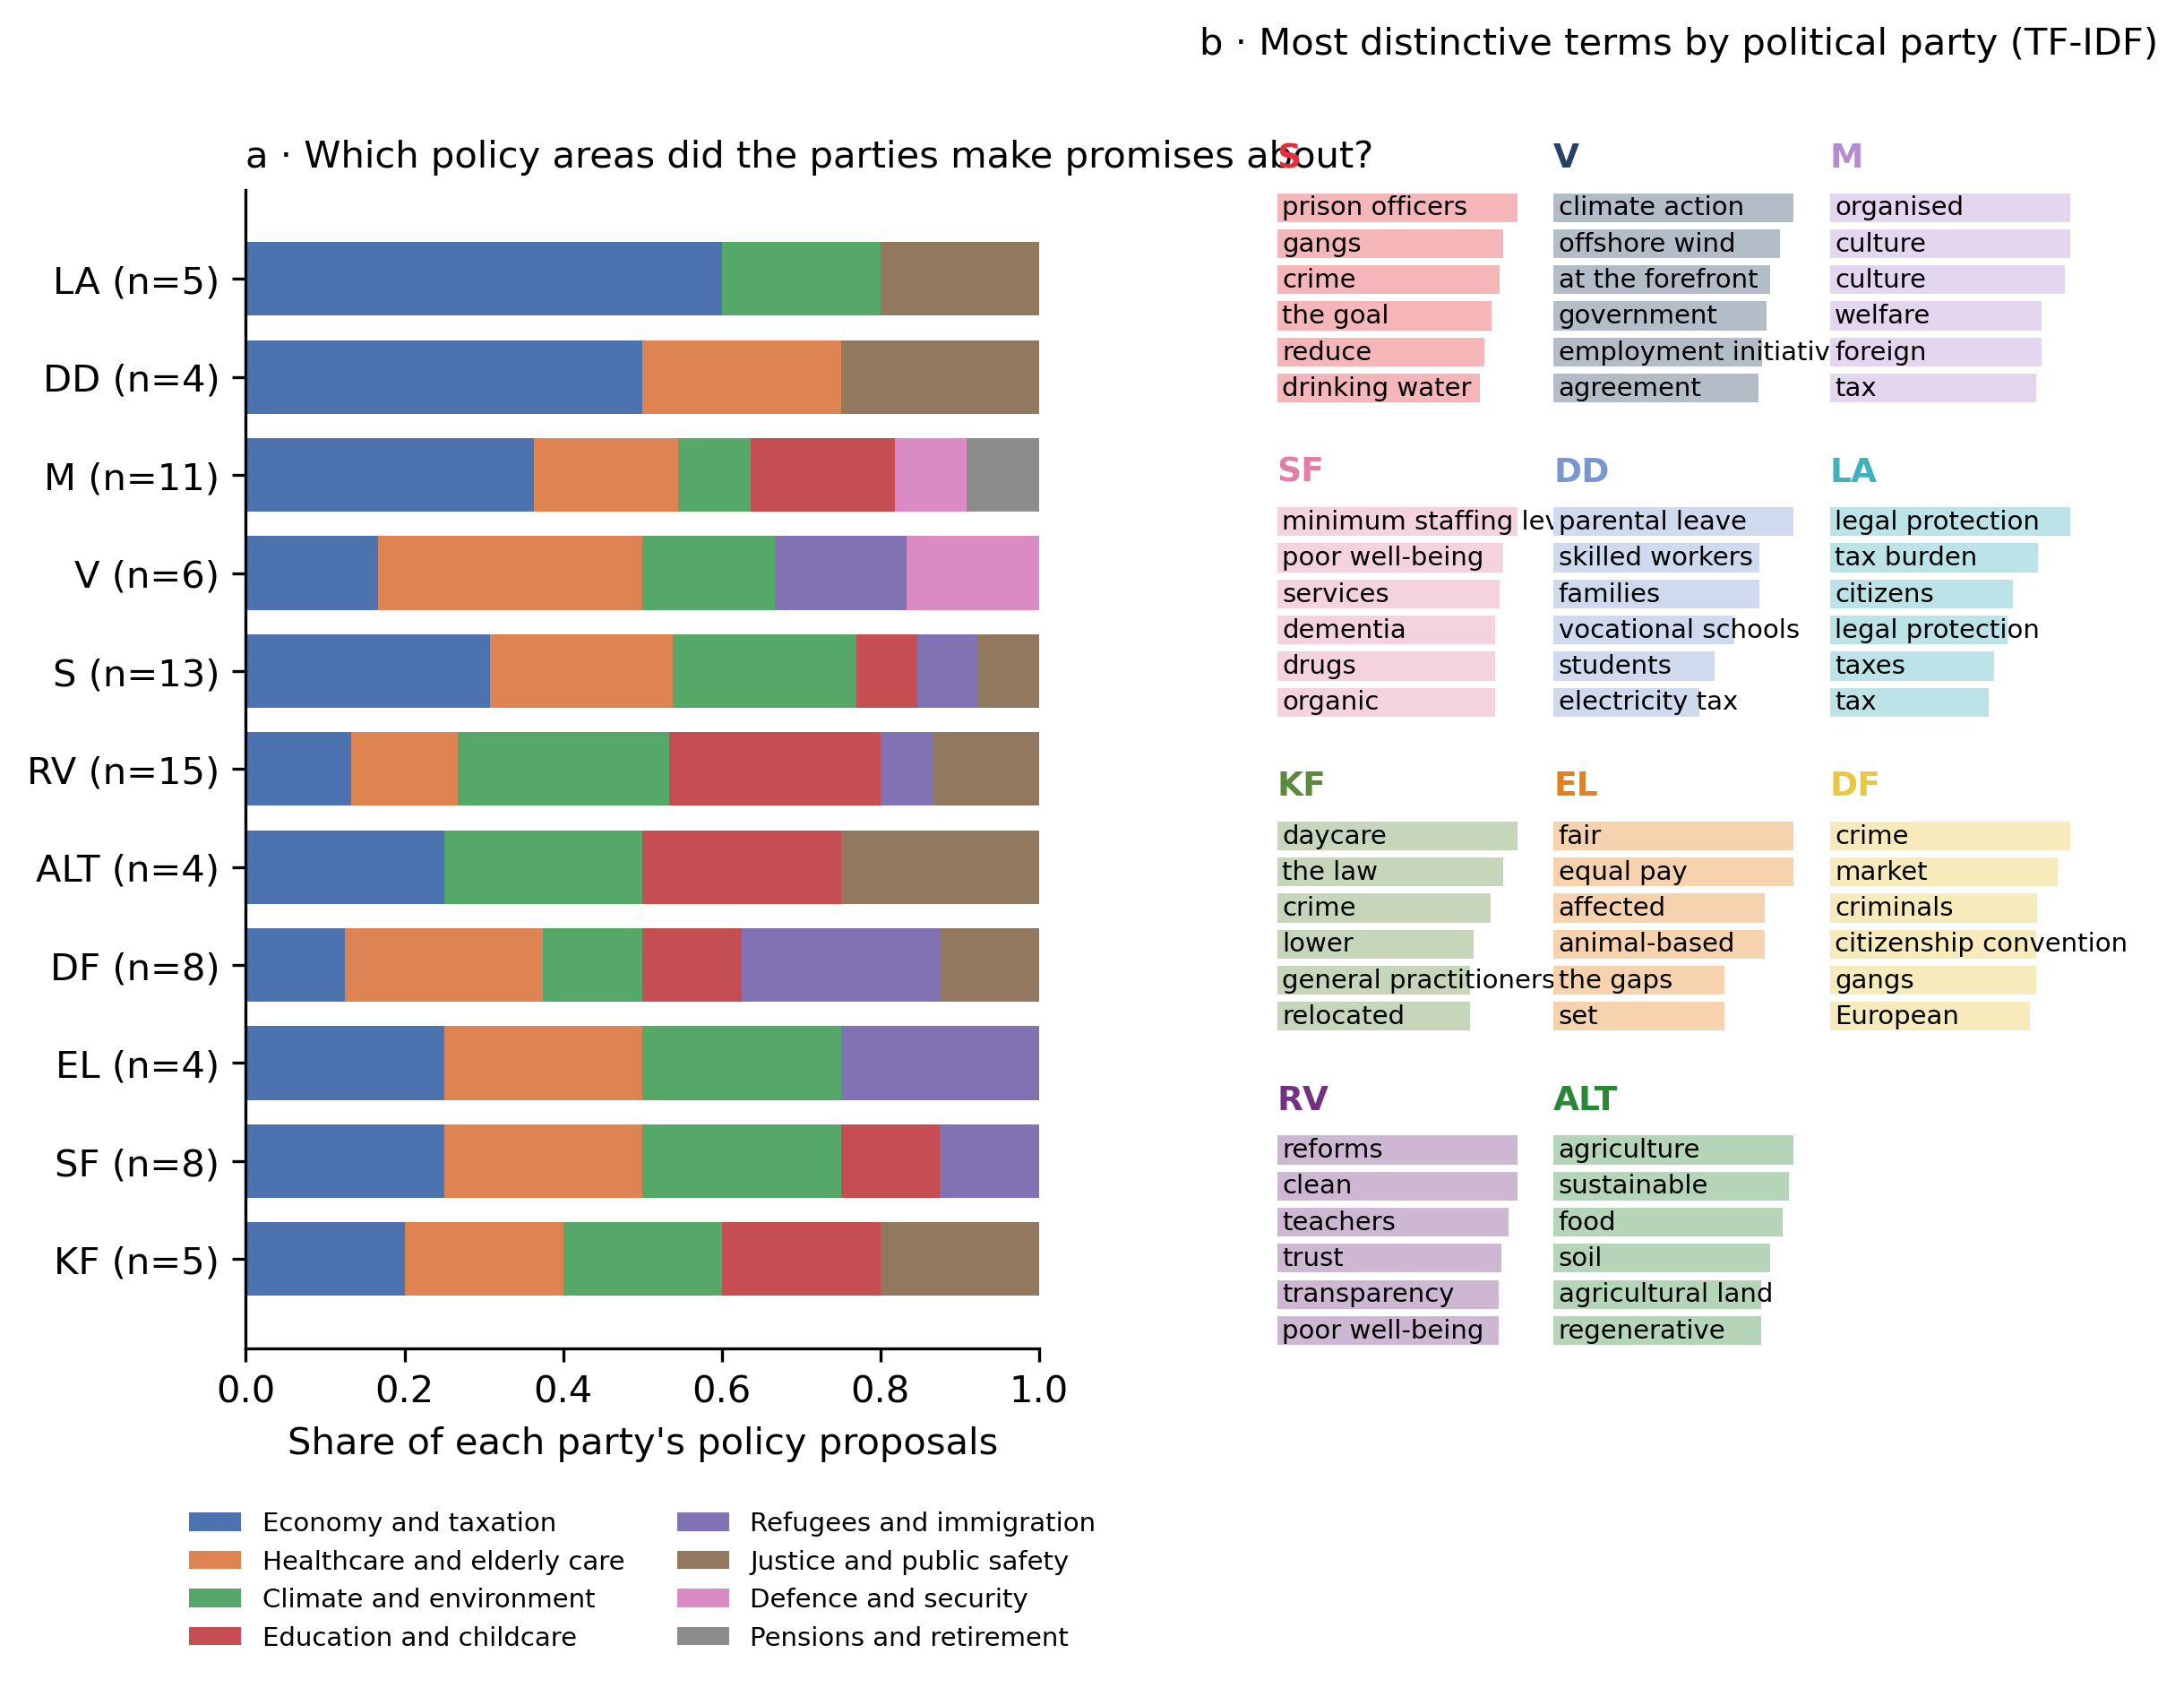 b · Most distinctive terms by political party (TF-IDF)
a · Which policy areas did the parties make promises about?
LA (n=5)
DD (n=4)
M (n=11)
V (n=6)
S (n=13)
RV (n=15)
ALT (n=4)
DF (n=8)
EL (n=4)
SF (n=8)
KF (n=5)
0.0 0.2 0.4 0.6 0.8 1.0
Share of each party's policy proposals
Economy and taxation
Healthcare and elderly care
Climate and environment
Education and childcare
Refugees and immigration
Justice and public safety
Defence and security
Pensions and retirement
S
prison officers
gangs
crime
the goal
reduce
drinking water
V
climate action
offshore wind
at the forefront
government
employment initiativ
agreement
M
organised
culture
culture
welfare
foreign
tax
SF
minimum staffing lev
poor well-being
services
dementia
drugs
organic
DD
parental leave
skilled workers
families
vocational schools
students
electricity tax
LA
legal protection
tax burden
citizens
legal protection
taxes
tax
KF
daycare
the law
crime
lower
general practitioners
relocated
EL
fair
equal pay
affected
animal-based
the gaps
set
DF
crime
market
criminals
citizenship convention
gangs
European
RV
reforms
clean
teachers
trust
transparency
poor well-being
ALT
agriculture
sustainable
food
soil
agricultural land
regenerative